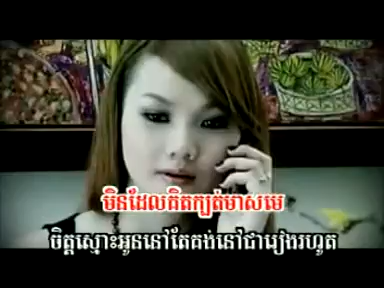 មិនដែលគិតក្បត់មាសមេ
ចិត្តស្មោះអូននៅតែគង់នៅជារៀងរហូត